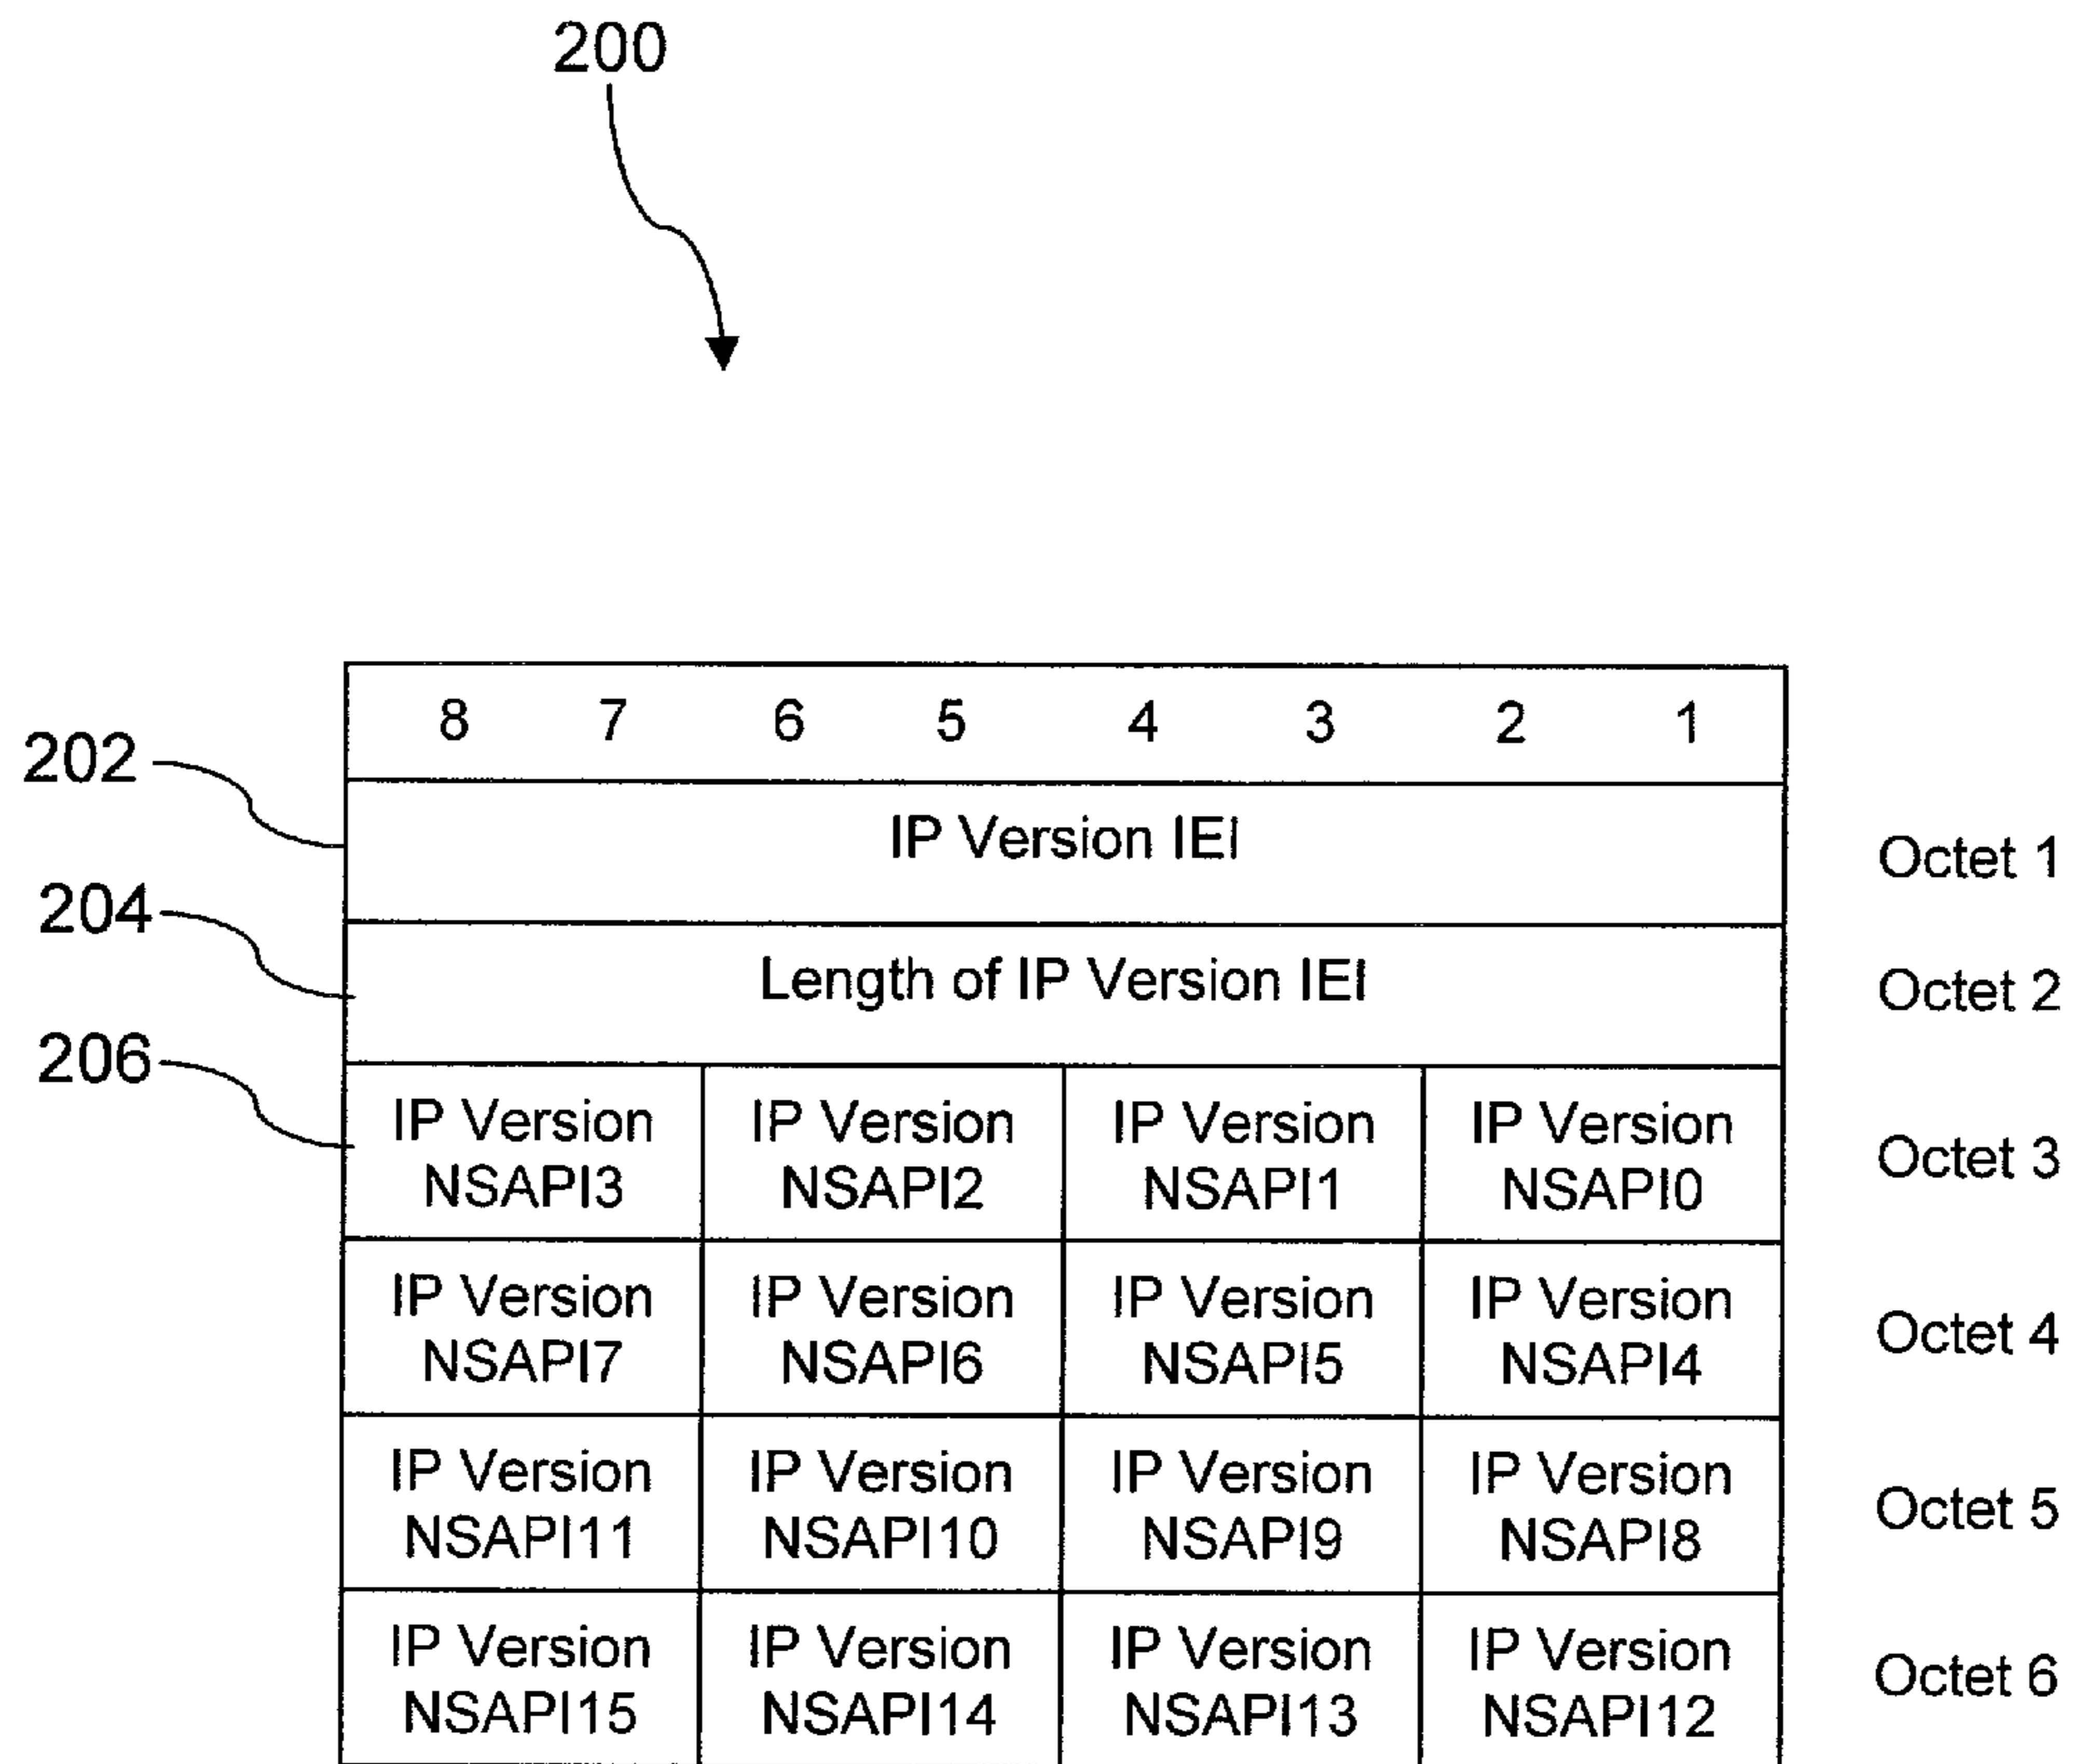 200
8 7 6 5 4 3 2 1
202
IP Version IEI
Octet 1
204
Length of IP Version IEI
Octet 2
206
IP Version NSAPI3
IP Version NSAPI2
IP Version NSAPI1
IP Version NSAPI0
Octet 3
IP Version NSAPI7
IP Version NSAPI6
IP Version NSAPI5
IP Version NSAPI4
Octet 4
IP Version NSAPI11
IP Version NSAPI10
IP Version NSAPI9
IP Version NSAPI8
Octet 5
IP Version NSAPI15
IP Version NSAPI14
IP Version NSAPI13
IP Version NSAPI12
Octet 6